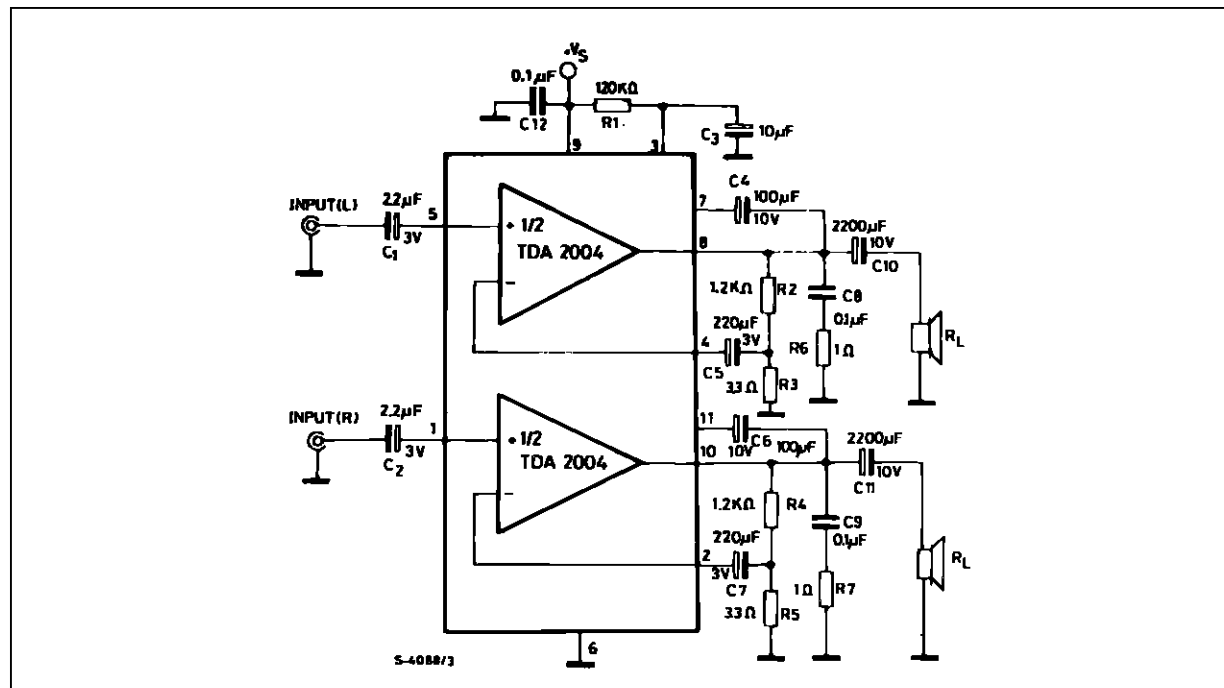 +VS
0.1µF
C12
120KΩ
R1
C3
10µF
9
3
INPUT(L)
2.2µF
3V
C1
5
+
1/2
TDA 2004
-
7
C4
100µF
10V
8
2200µF
10V
C10
1.2KΩ
R2
C8
0.1µF
220µF
3V
4
C5
R6
1Ω
RL
3.3Ω
R3
INPUT(R)
2.2µF
3V
C2
1
+
1/2
TDA 2004
-
11
C6
10V
100µF
10
2200µF
10V
C11
1.2KΩ
R4
C9
0.1µF
220µF
2
3V
C7
1Ω
R7
RL
3.3Ω
R5
6
S-4088/3